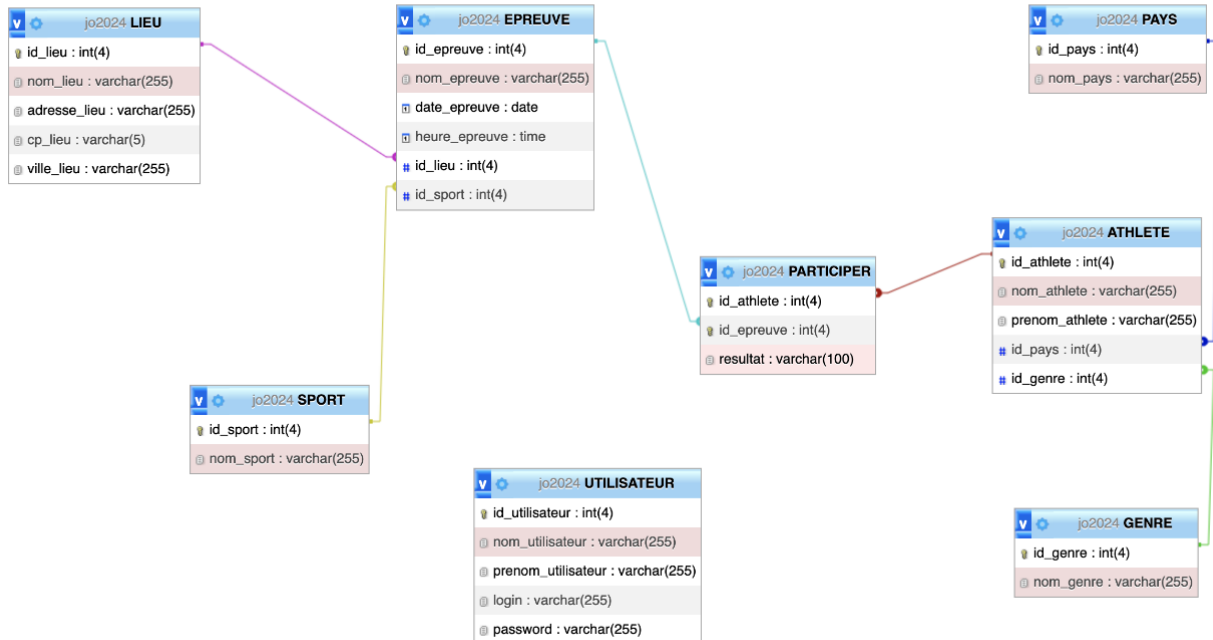 jo2024 LIEU
id_lieu : int(4)
nom_lieu : varchar(255)
adresse_lieu : varchar(255)
cp_lieu : varchar(5)
ville_lieu : varchar(255)
jo2024 EPREUVE
id_epreuve : int(4)
nom_epreuve : varchar(255)
date_epreuve : date
heure_epreuve : time
id_lieu : int(4)
id_sport : int(4)
jo2024 PAYS
id_pays : int(4)
nom_pays : varchar(255)
jo2024 PARTICIPER
id_athlete : int(4)
id_epreuve : int(4)
resultat : varchar(100)
jo2024 ATHLETE
id_athlete : int(4)
nom_athlete : varchar(255)
prenom_athlete : varchar(255)
id_pays : int(4)
id_genre : int(4)
jo2024 SPORT
id_sport : int(4)
nom_sport : varchar(255)
jo2024 UTILISATEUR
id_utilisateur : int(4)
nom_utilisateur : varchar(255)
prenom_utilisateur : varchar(255)
login : varchar(255)
password : varchar(255)
jo2024 GENRE
id_genre : int(4)
nom_genre : varchar(255)